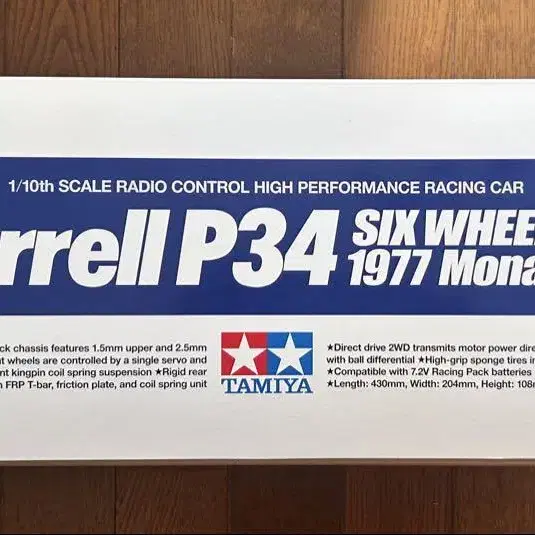 1/10th SCALE RADIO CONTROL HIGH PERFORMANCE RACING CAR
rrell P34
SIX WHEE
1977 Mona
ck chassis features 1.5mm upper and 2.5mm
t wheels are controlled by a single servo and
nt kingpin coil spring suspension ★Rigid rear
FRP T-bar, friction plate, and coil spring unit
TAMIYA
★Direct drive 2WD transmits motor power dire
with ball differential ★High-grip sponge tires in
★Compatible with 7.2V Racing Pack batteries
★Length: 430mm, Width: 204mm, Height: 108m